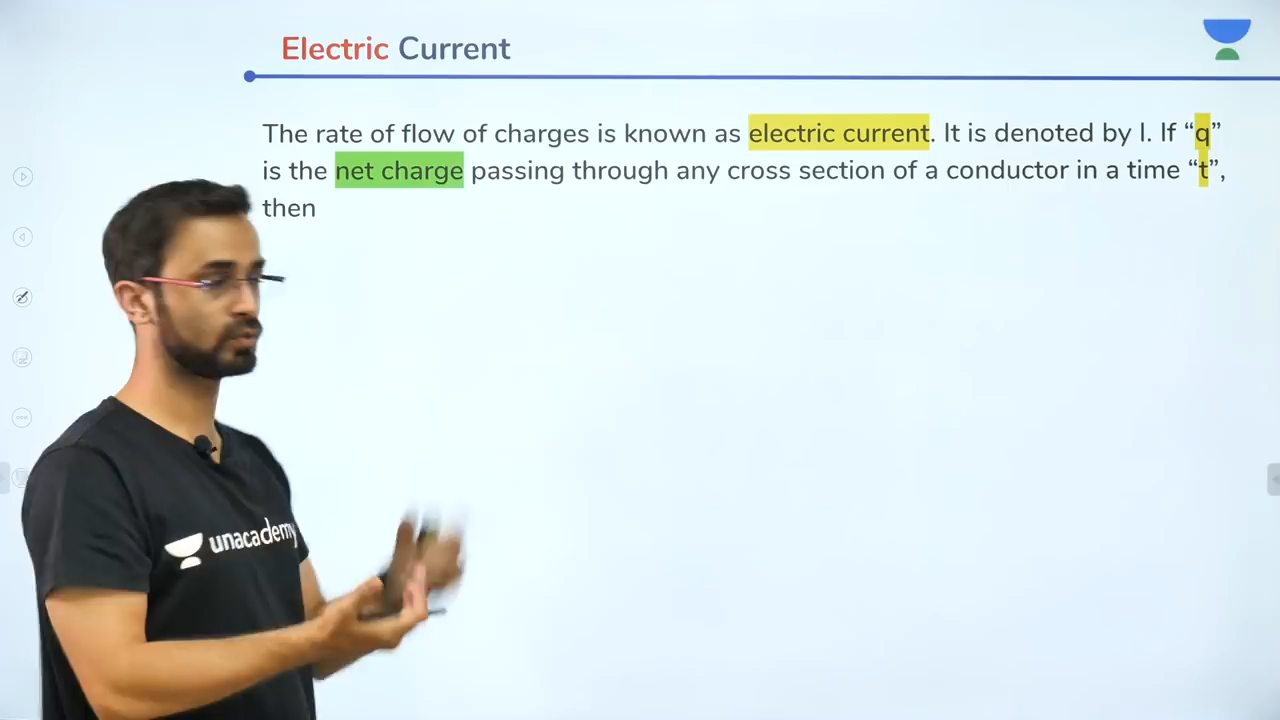 Electric Current
The rate of flow of charges is known as electric current. It is denoted by I. If “q”
is the net charge passing through any cross section of a conductor in a time “t”,
then
unacademy